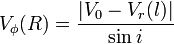 V_ϕ(R) = |V_0 − V_r(l)| / sin i